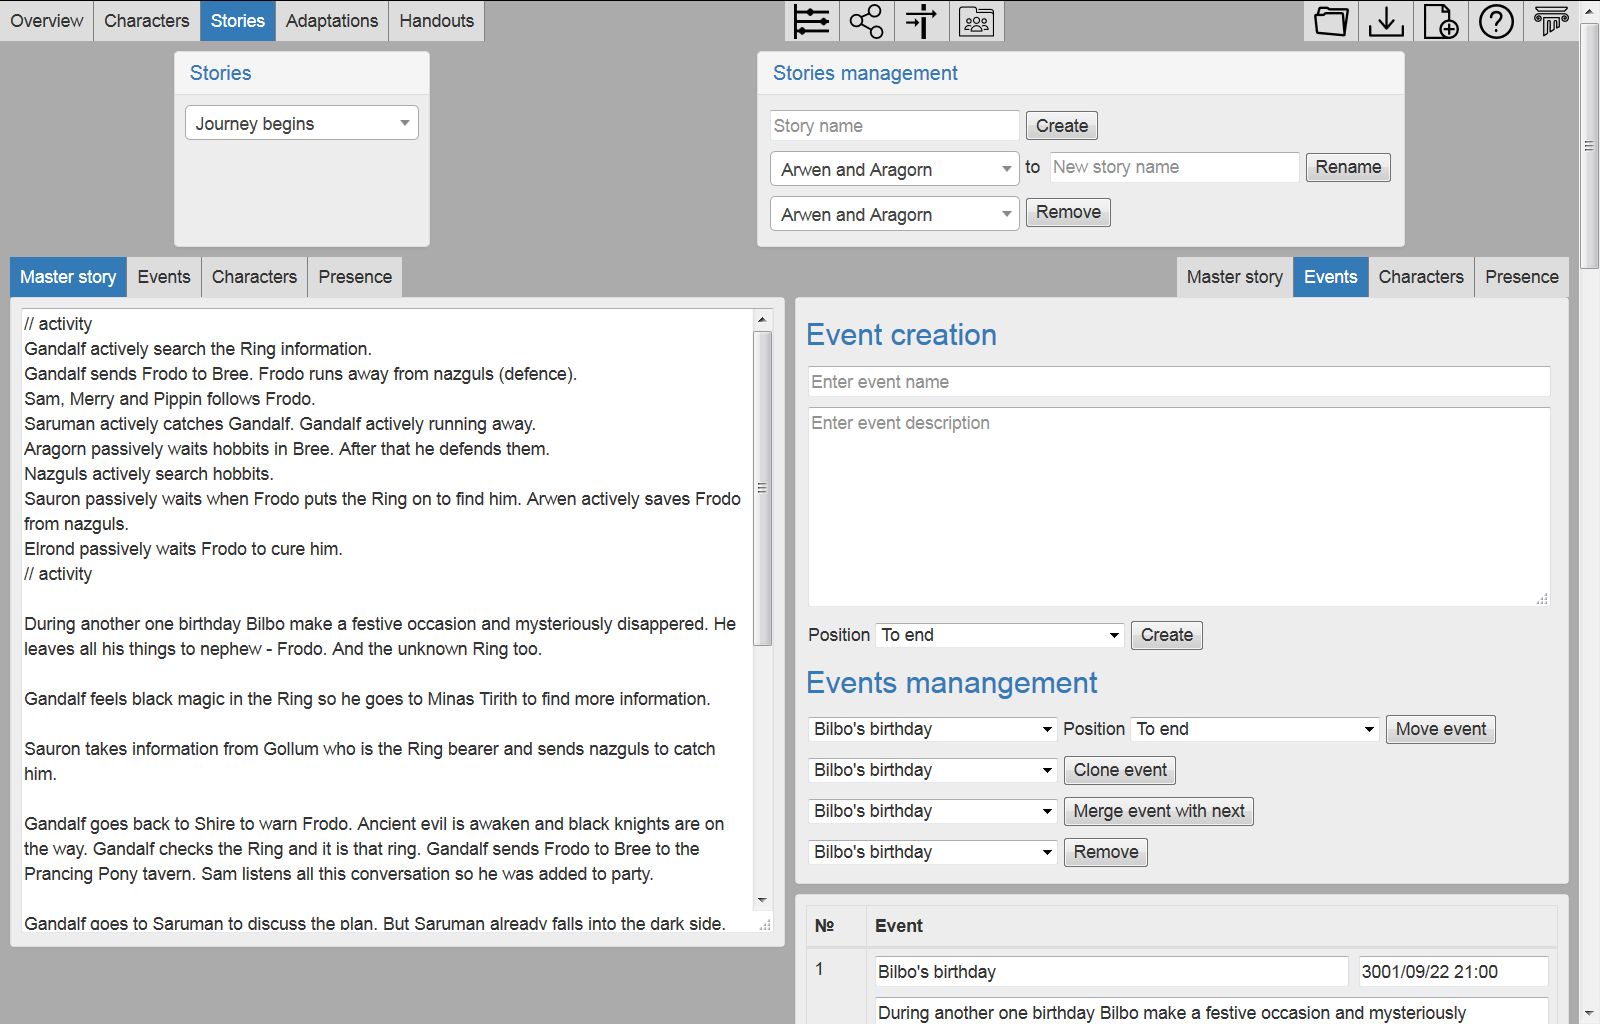 Overview Characters Stories Adaptations Handouts
Stories
Journey begins
Stories management
Story name Create
Arwen and Aragorn to New story name Rename
Arwen and Aragorn Remove
Master story Events Characters Presence
// activity
Gandalf actively search the Ring information.
Gandalf sends Frodo to Bree. Frodo runs away from nazguls (defence).
Sam, Merry and Pippin follows Frodo.
Saruman actively catches Gandalf. Gandalf actively running away.
Aragorn passively waits hobbits in Bree. After that he defends them.
Nazguls actively search hobbits.
Sauron passively waits when Frodo puts the Ring on to find him. Arwen actively saves Frodo
from nazguls.
Elrond passively waits Frodo to cure him.
// activity
During another one birthday Bilbo make a festive occasion and mysteriously disappered. He
leaves all his things to nephew - Frodo. And the unknown Ring too.
Gandalf feels black magic in the Ring so he goes to Minas Tirith to find more information.
Sauron takes information from Gollum who is the Ring bearer and sends nazguls to catch
him.
Gandalf goes back to Shire to warn Frodo. Ancient evil is awaken and black knights are on
the way. Gandalf checks the Ring and it is that ring. Gandalf sends Frodo to Bree to the
Prancing Pony tavern. Sam listens all this conversation so he was added to party.
Gandalf goes to Saruman to discuss the plan. But Saruman already falls into the dark side.
Master story Events Characters Presence
Event creation
Enter event name
Enter event description
Position To end Create
Events manangement
Bilbo's birthday Position To end Move event
Bilbo's birthday Clone event
Bilbo's birthday Merge event with next
Bilbo's birthday Remove
№ Event
1 Bilbo's birthday 3001/09/22 21:00
During another one birthday Bilbo make a festive occasion and mysteriously